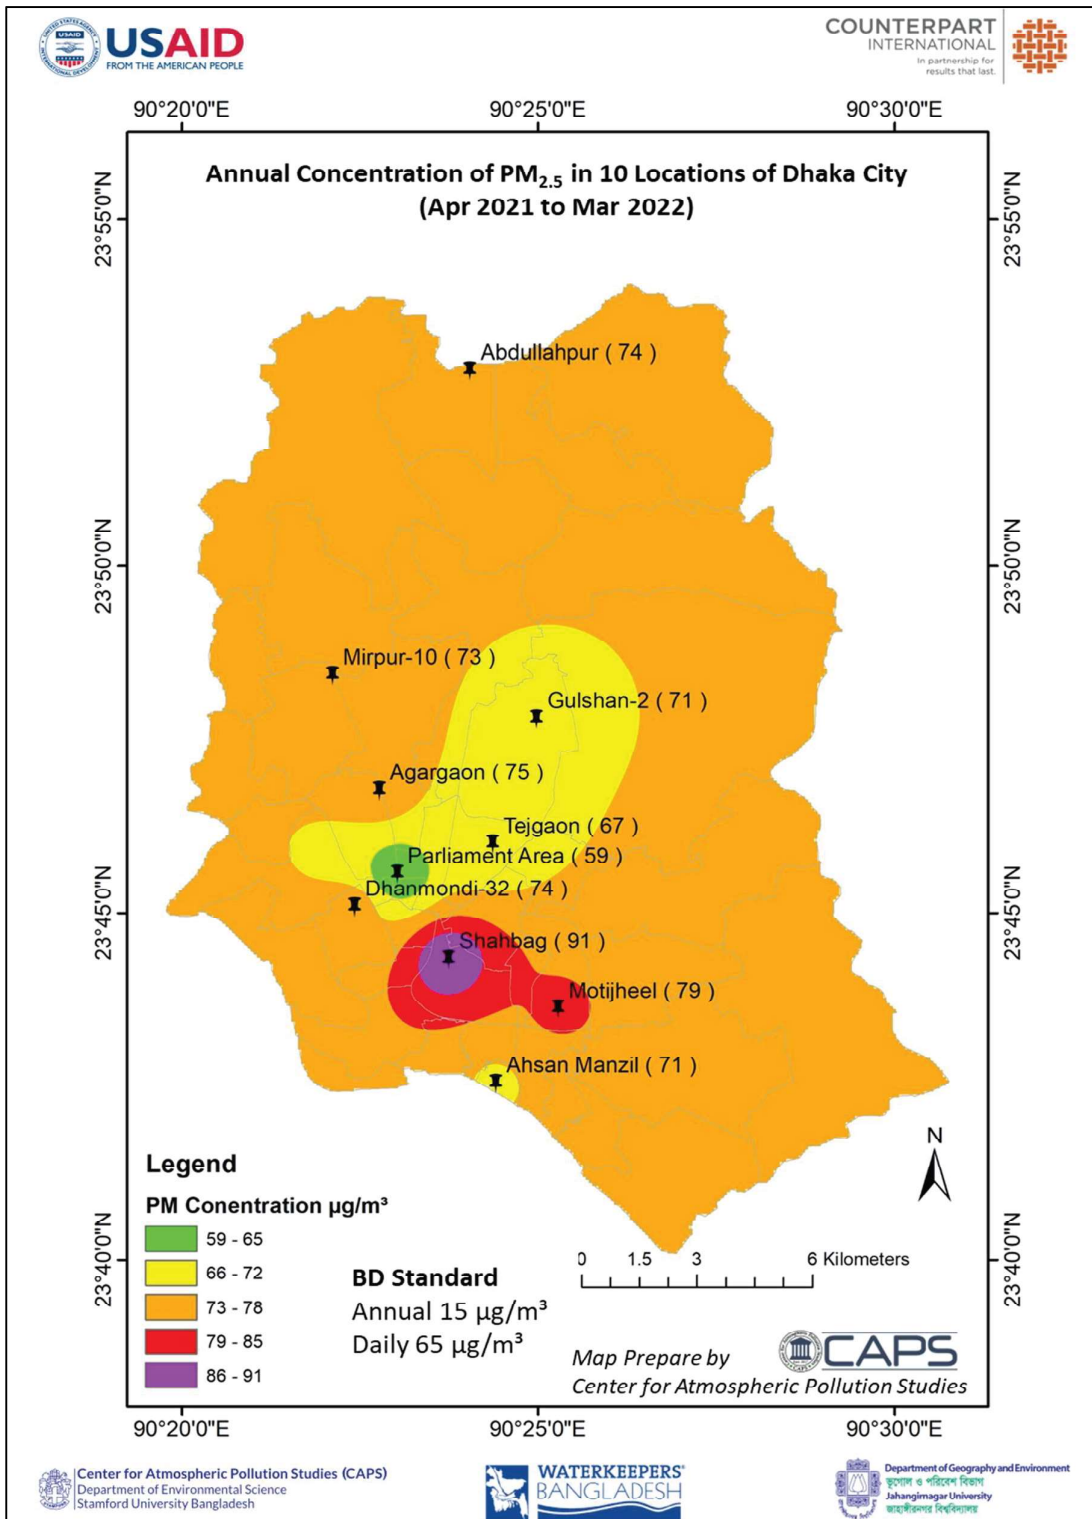 USAID
FROM THE AMERICAN PEOPLE
COUNTERPART
INTERNATIONAL
In partnership for
results that last.
90°20'0"E
90°25'0"E
90°30'0"E
Annual Concentration of PM2.5 in 10 Locations of Dhaka City
(Apr 2021 to Mar 2022)
23°55'0"N
23°55'0"N
Abdullahpur ( 74 )
23°50'0"N
23°50'0"N
Mirpur-10 ( 73 )
Gulshan-2 ( 71 )
Agargaon ( 75 )
Tejgaon ( 67 )
Parliament Area ( 59 )
Dhanmondi-32 ( 74 )
23°45'0"N
23°45'0"N
Shahbag ( 91 )
Motijheel ( 79 )
Ahsan Manzil ( 71 )
N
Legend
PM Conentration µg/m³
59 - 65
66 - 72
73 - 78
79 - 85
86 - 91
23°40'0"N
23°40'0"N
BD Standard
Annual 15 µg/m³
Daily 65 µg/m³
0 1.5 3 6 Kilometers
Map Prepare by
CAPS
Center for Atmospheric Pollution Studies
90°20'0"E
90°25'0"E
90°30'0"E
Center for Atmospheric Pollution Studies (CAPS)
Department of Environmental Science
Stamford University Bangladesh
WATERKEEPERS®
BANGLADESH
Department of Geography and Environment
ভূগোল ও পরিবেশ বিভাগ
Jahangirnagar University
জাহাঙ্গীরনগর বিশ্ববিদ্যালয়